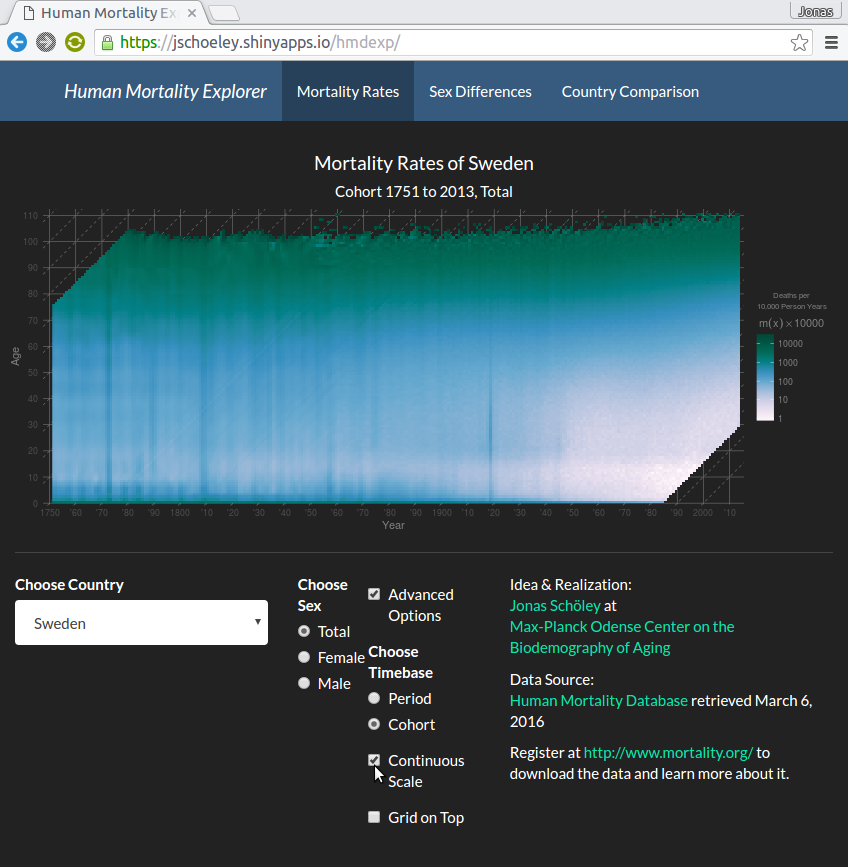 Human Mortality Ex
Jonas
https://jschoeley.shinyapps.io/hmdexp/
Human Mortality Explorer
Mortality Rates
Sex Differences
Country Comparison
Mortality Rates of Sweden
Cohort 1751 to 2013, Total
110
100
90
80
70
60
50
40
30
20
10
0
Age
1750 '60 '70 '80 '90 1800 '10 '20 '30 '40 '50 '60 '70 '80 '90 1900 '10 '20 '30 '40 '50 '60 '70 '80 '90 2000 '10
Year
Deaths per
10,000 Person Years
m(x)×10000
10000
1000
100
10
1
Choose Country
Sweden
Choose
Sex
Total
Female
Male
Advanced
Options
Choose
Timebase
Period
Cohort
Continuous
Scale
Grid on Top
Idea & Realization:
Jonas Schöley at
Max-Planck Odense Center on the
Biodemography of Aging
Data Source:
Human Mortality Database retrieved March 6,
2016
Register at http://www.mortality.org/ to
download the data and learn more about it.